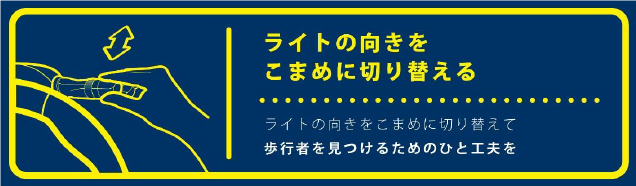 ライトの向きを
こまめに切り替える
ライトの向きをこまめに切り替えて
歩行者を見つけるためのひと工夫を